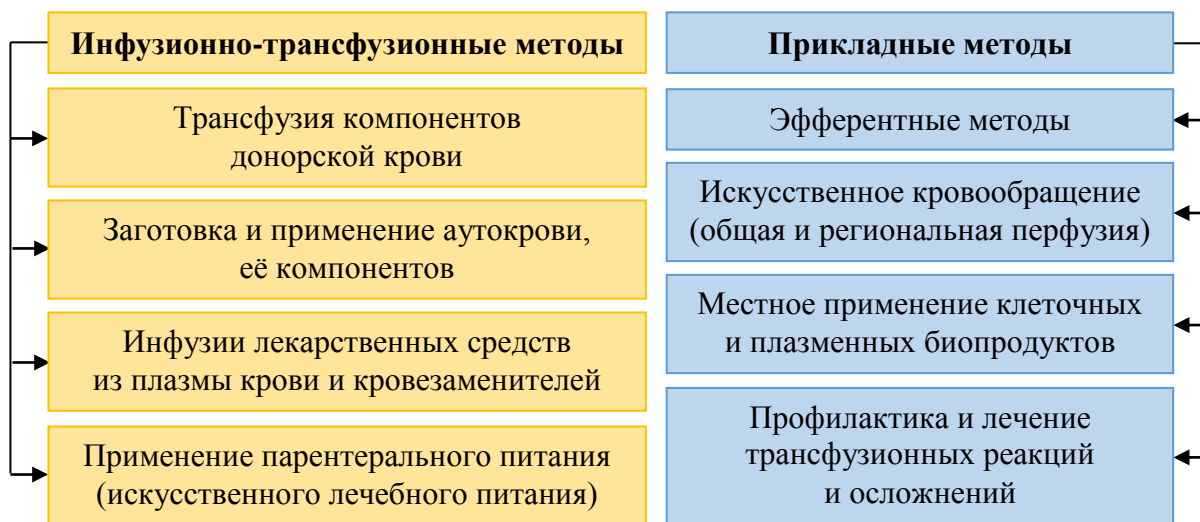 Инфузионно-трансфузионные методы
Трансфузия компонентов
донорской крови
Заготовка и применение аутокрови,
её компонентов
Инфузии лекарственных средств
из плазмы крови и кровезаменителей
Применение парентерального питания
(искусственного лечебного питания)
Прикладные методы
Эфферентные методы
Искусственное кровообращение
(общая и региональная перфузия)
Местное применение клеточных
и плазменных биопродуктов
Профилактика и лечение
трансфузионных реакций
и осложнений